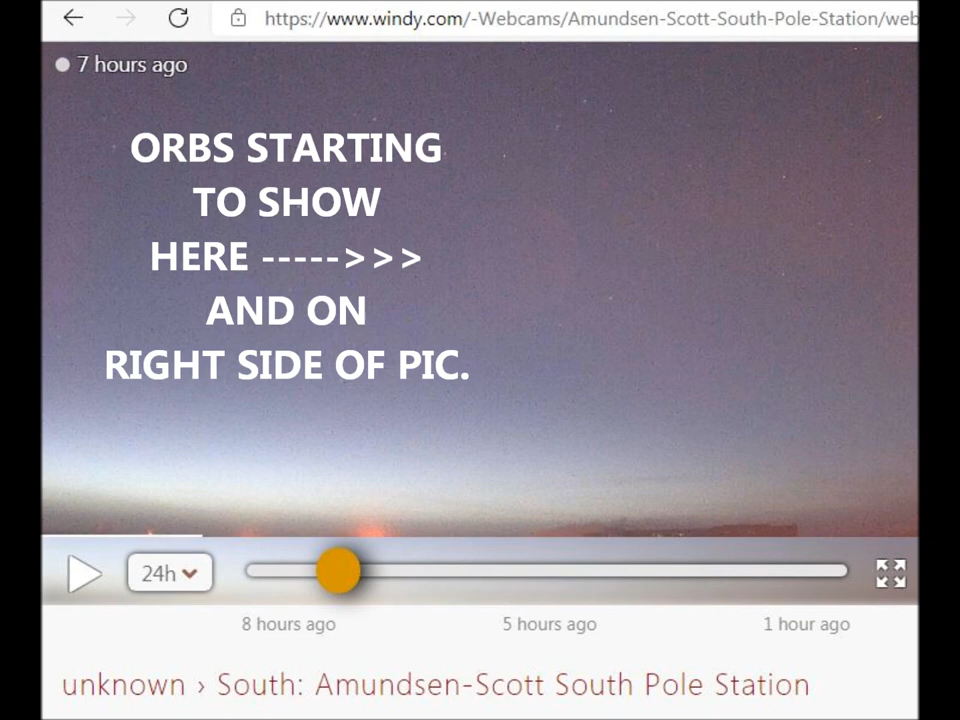 https://www.windy.com/-Webcams/Amundsen-Scott-South-Pole-Station/web
7 hours ago
ORBS STARTING
TO SHOW
HERE ----->>>
AND ON
RIGHT SIDE OF PIC.
24h
8 hours ago 5 hours ago 1 hour ago
unknown › South: Amundsen-Scott South Pole Station